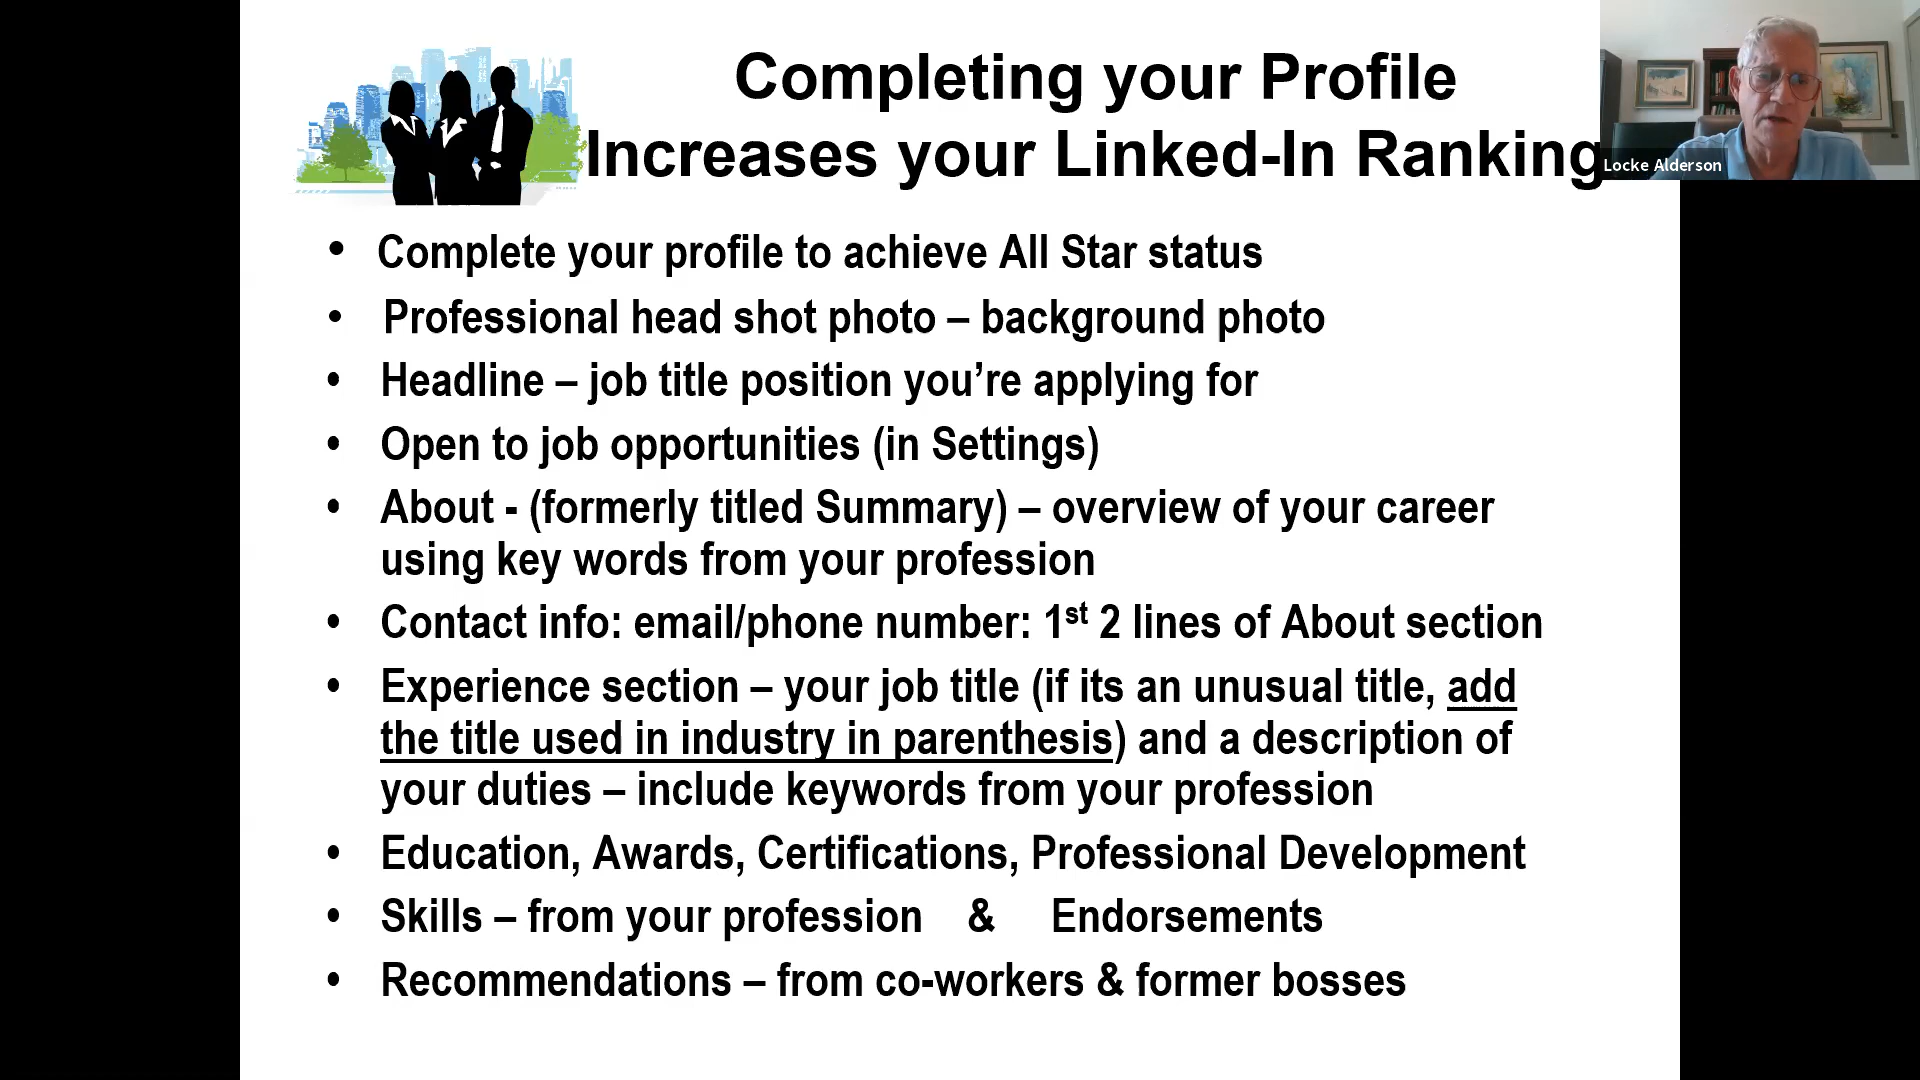 Completing your Profile
Increases your Linked-In Ranking
Locke Alderson
• Complete your profile to achieve All Star status
• Professional head shot photo – background photo
• Headline – job title position you’re applying for
• Open to job opportunities (in Settings)
• About - (formerly titled Summary) – overview of your career
using key words from your profession
• Contact info: email/phone number: 1st 2 lines of About section
• Experience section – your job title (if its an unusual title, add
the title used in industry in parenthesis) and a description of
your duties – include keywords from your profession
• Education, Awards, Certifications, Professional Development
• Skills – from your profession & Endorsements
• Recommendations – from co-workers & former bosses